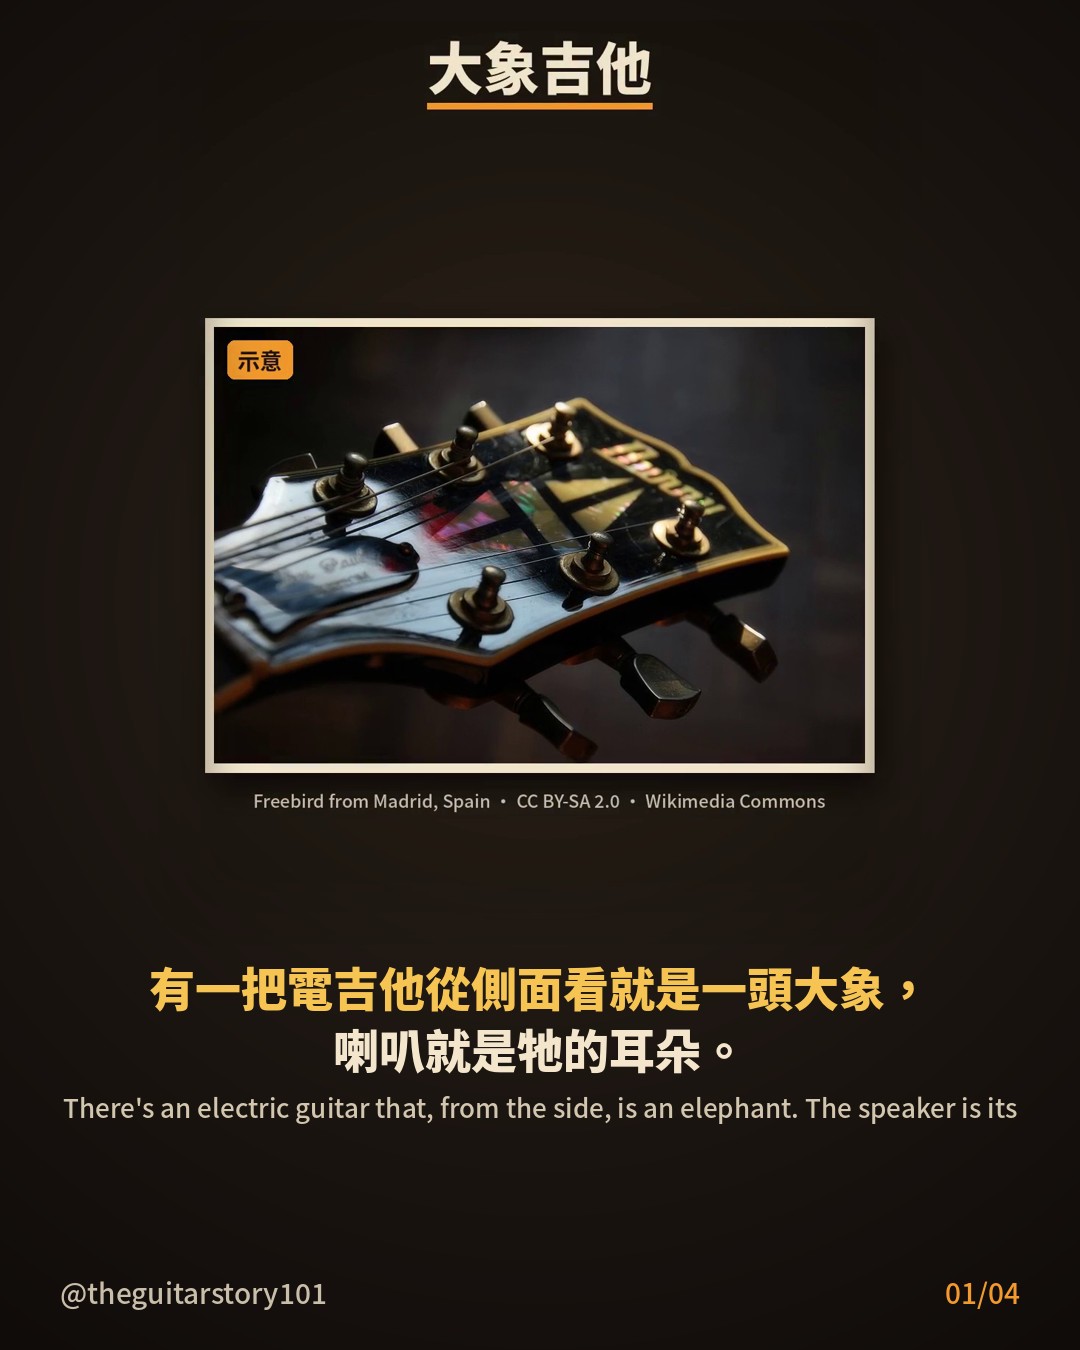 大象吉他
示意
Freebird from Madrid, Spain • CC BY-SA 2.0 • Wikimedia Commons
有一把電吉他從側面看就是一頭大象，
喇叭就是牠的耳朵。
There's an electric guitar that, from the side, is an elephant. The speaker is its
@theguitarstory101
01/04